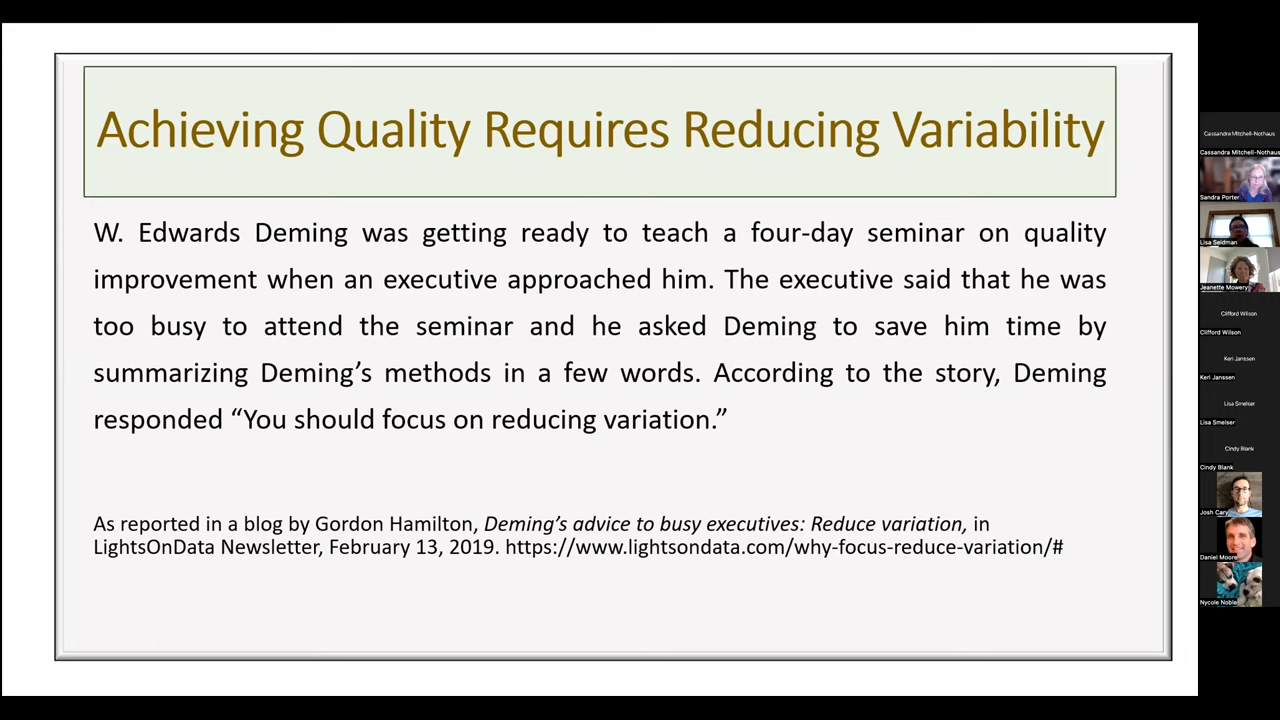 Achieving Quality Requires Reducing Variability
W. Edwards Deming was getting ready to teach a four-day seminar on quality
improvement when an executive approached him. The executive said that he was
too busy to attend the seminar and he asked Deming to save him time by
summarizing Deming’s methods in a few words. According to the story, Deming
responded “You should focus on reducing variation.”
As reported in a blog by Gordon Hamilton, Deming’s advice to busy executives: Reduce variation, in
LightsOnData Newsletter, February 13, 2019. https://www.lightsondata.com/why-focus-reduce-variation/#
Cassandra Mitchell-Nothaus
Cassandra Mitchell-Nothaus
Sandra Porter
Lisa Seidman
Jeanette Mowery
Clifford Wilson
Clifford Wilson
Keri Janssen
Keri Janssen
Lisa Smelser
Lisa Smelser
Cindy Blank
Cindy Blank
Josh Cary
Daniel Moore
Nycole Noble